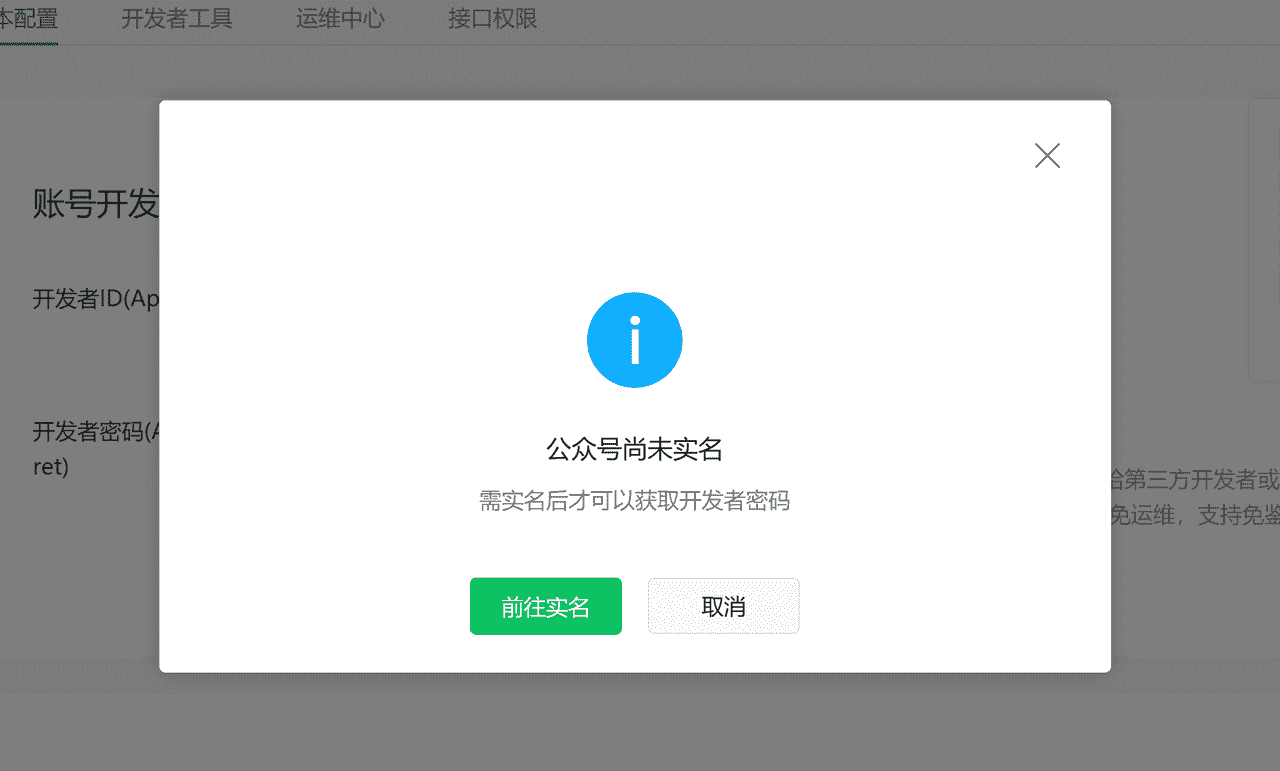 本配置 开发者工具 运维中心 接口权限
账号开发
开发者ID(Ap
开发者密码(A
ret)
公众号尚未实名
需实名后才可以获取开发者密码
给第三方开发者或
免运维，支持免鉴
前往实名 取消